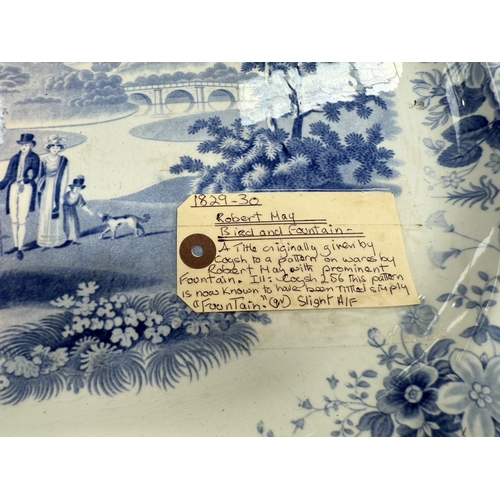 1829-30
Robert May
Bird and Fountain -
A Title originally given by
Coysh to a pattern on wares by
Robert May with prominent
Fountain. Ill: Coysh 2.56 This pattern
is now known to have been titled simply
"Fountain." Slight A/F